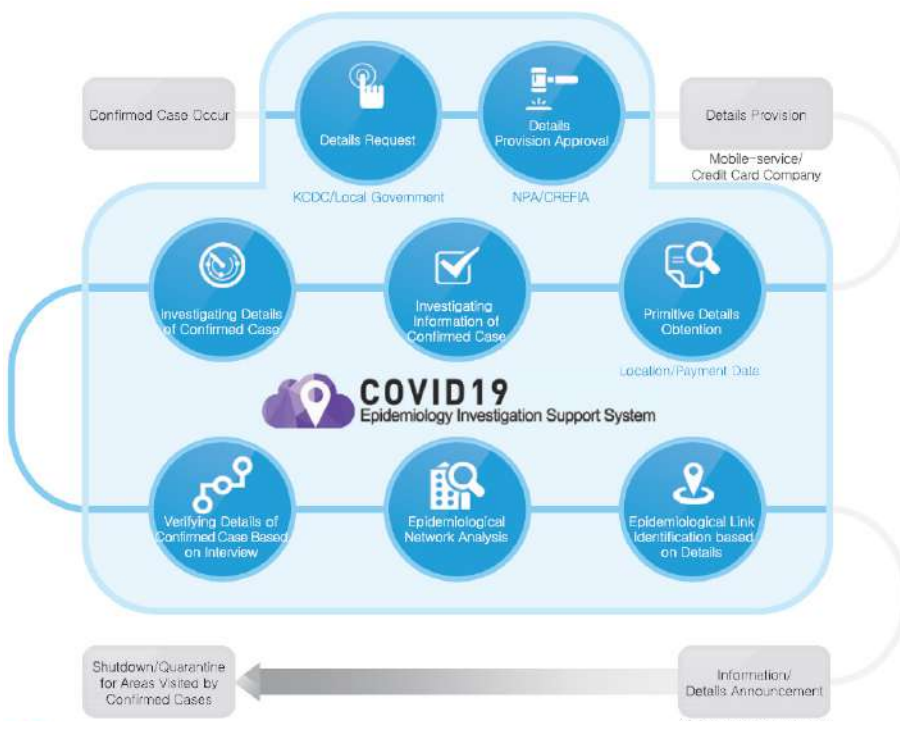 Confirmed Case Occur
Details Request
KCDC/Local Government
Details
Provision Approval
NPA/CREFIA
Details Provision
Mobile-service/
Credit Card Company
Investigating Details
of Confirmed Case
Investigating
Information of
Confirmed Case
Primitive Details
Obtention
Location/Payment Data
COVID19
Epidemiology Investigation Support System
Verifying Details of
Confirmed Case Based
on Interview
Epidemiological
Network Analysis
Epidemiological Link
Identification based
on Details
Shutdown/Quarantine
for Areas Visited by
Confirmed Cases
Information/
Details Announcement